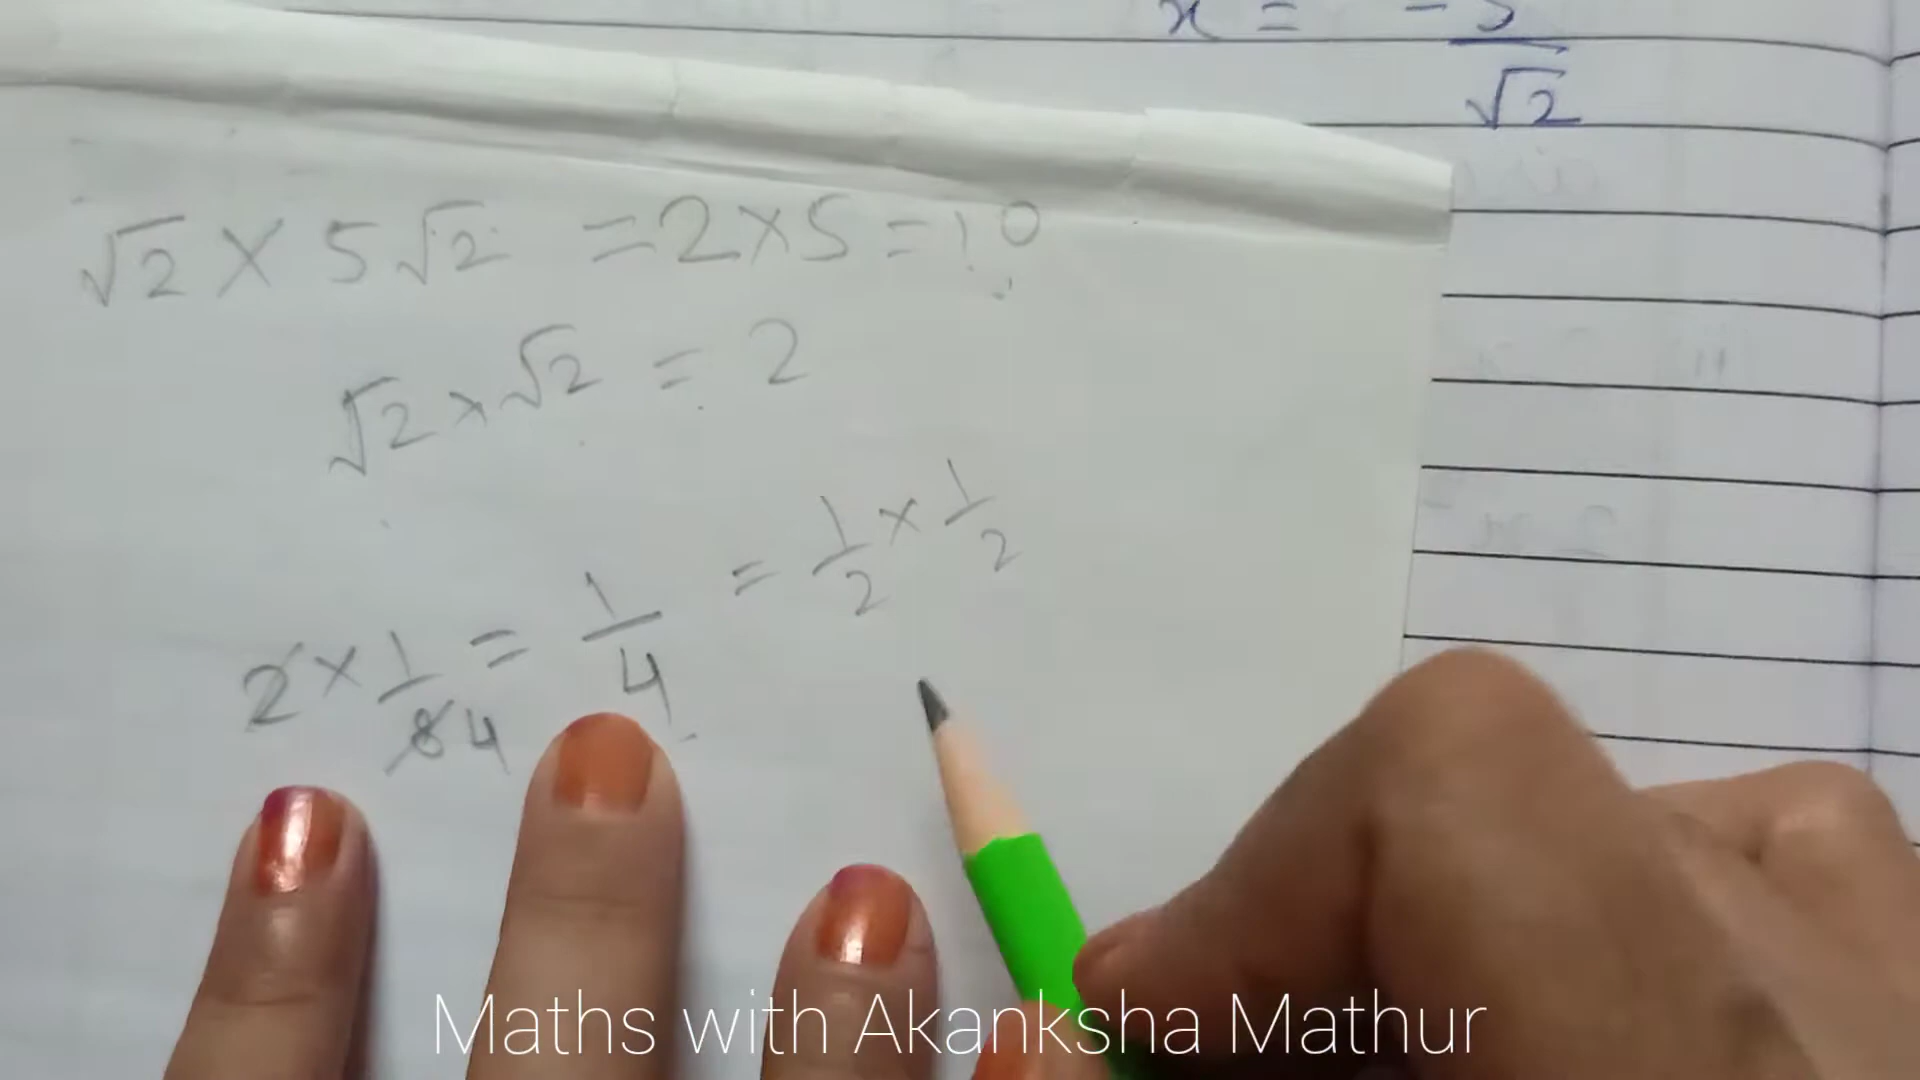 x = -5/√2
√2 × 5√2 = 2×5 = 10
√2 × √2 = 2
2 × 1/8 4 = 1/4 = 1/2 × 1/2
Maths with Akanksha Mathur